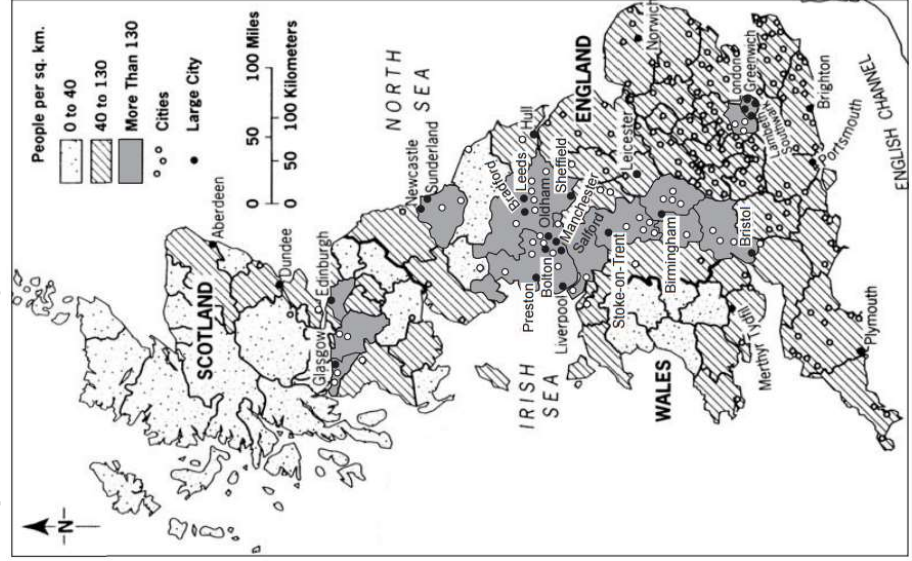 N
People per sq. km.
0 to 40
40 to 130
More Than 130
Cities
Large City
0 50 100 Miles
0 50 100 Kilometers
SCOTLAND
Aberdeen
Dundee
Edinburgh
Glasgow
NORTH
SEA
Newcastle
Sunderland
Bradford
Leeds
Hull
Oldham
Sheffield
Manchester
Salford
Preston
Bolton
Liverpool
IRISH
SEA
ENGLAND
Norwich
Leicester
Stoke-on-Trent
Birmingham
WALES
Merthyr Tydfil
Bristol
London
Greenwich
Lambeth
Southwark
Brighton
Portsmouth
Plymouth
ENGLISH CHANNEL